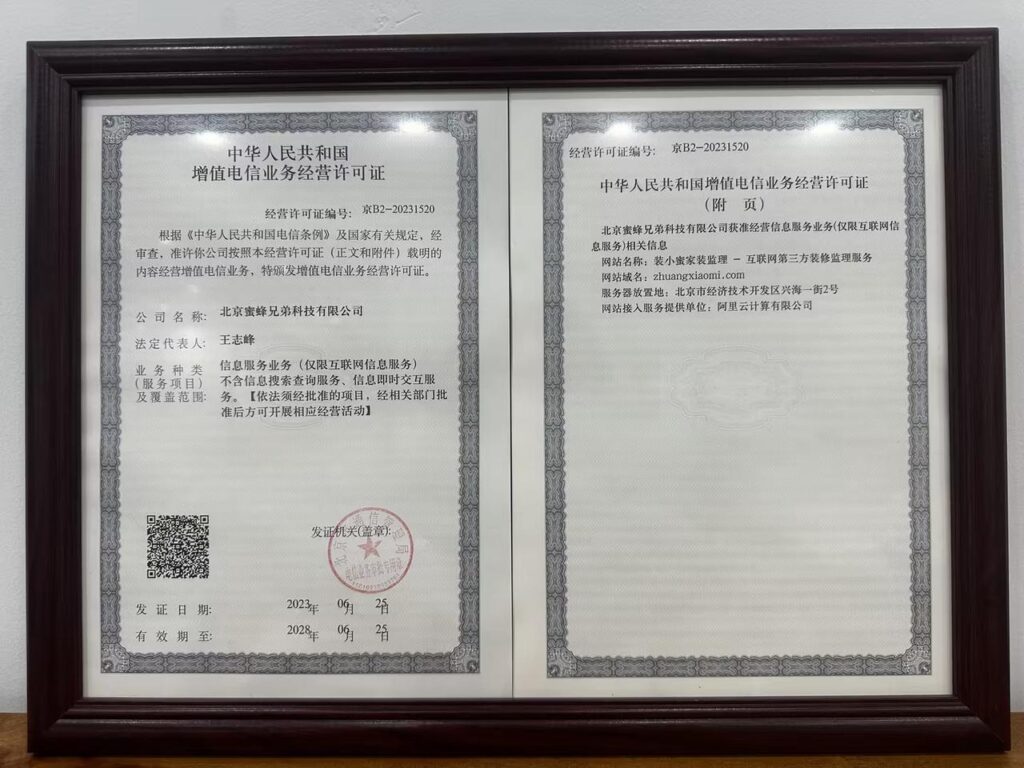 中华人民共和国
增值电信业务经营许可证
经营许可证编号: 京B2-20231520
根据《中华人民共和国电信条例》及国家有关规定，经
审查，准许你公司按照本经营许可证（正文和附件）载明的
内容经营增值电信业务，特颁发增值电信业务经营许可证。
公司名称: 北京蜜蜂兄弟科技有限公司
法定代表人: 王志峰
业务种类 信息服务业务（仅限互联网信息服务）
(服务项目) 不含信息搜索查询服务、信息即时交互服
及覆盖范围: 务。【依法须经批准的项目，经相关部门批
准后方可开展相应经营活动】
发证机关(盖章):
电信业务审批专用章
发证日期: 2023年 06月 25日
有效期至: 2028年 06月 25日
经营许可证编号: 京B2-20231520
中华人民共和国增值电信业务经营许可证
（附 页）
北京蜜蜂兄弟科技有限公司获准经营信息服务业务(仅限互联网信
息服务)相关信息
网站名称: 装小蜜家装监理 - 互联网第三方装修监理服务
网站域名: zhuangxiaomi.com
服务器放置地: 北京市经济技术开发区兴海一街2号
网站接入服务提供单位: 阿里云计算有限公司